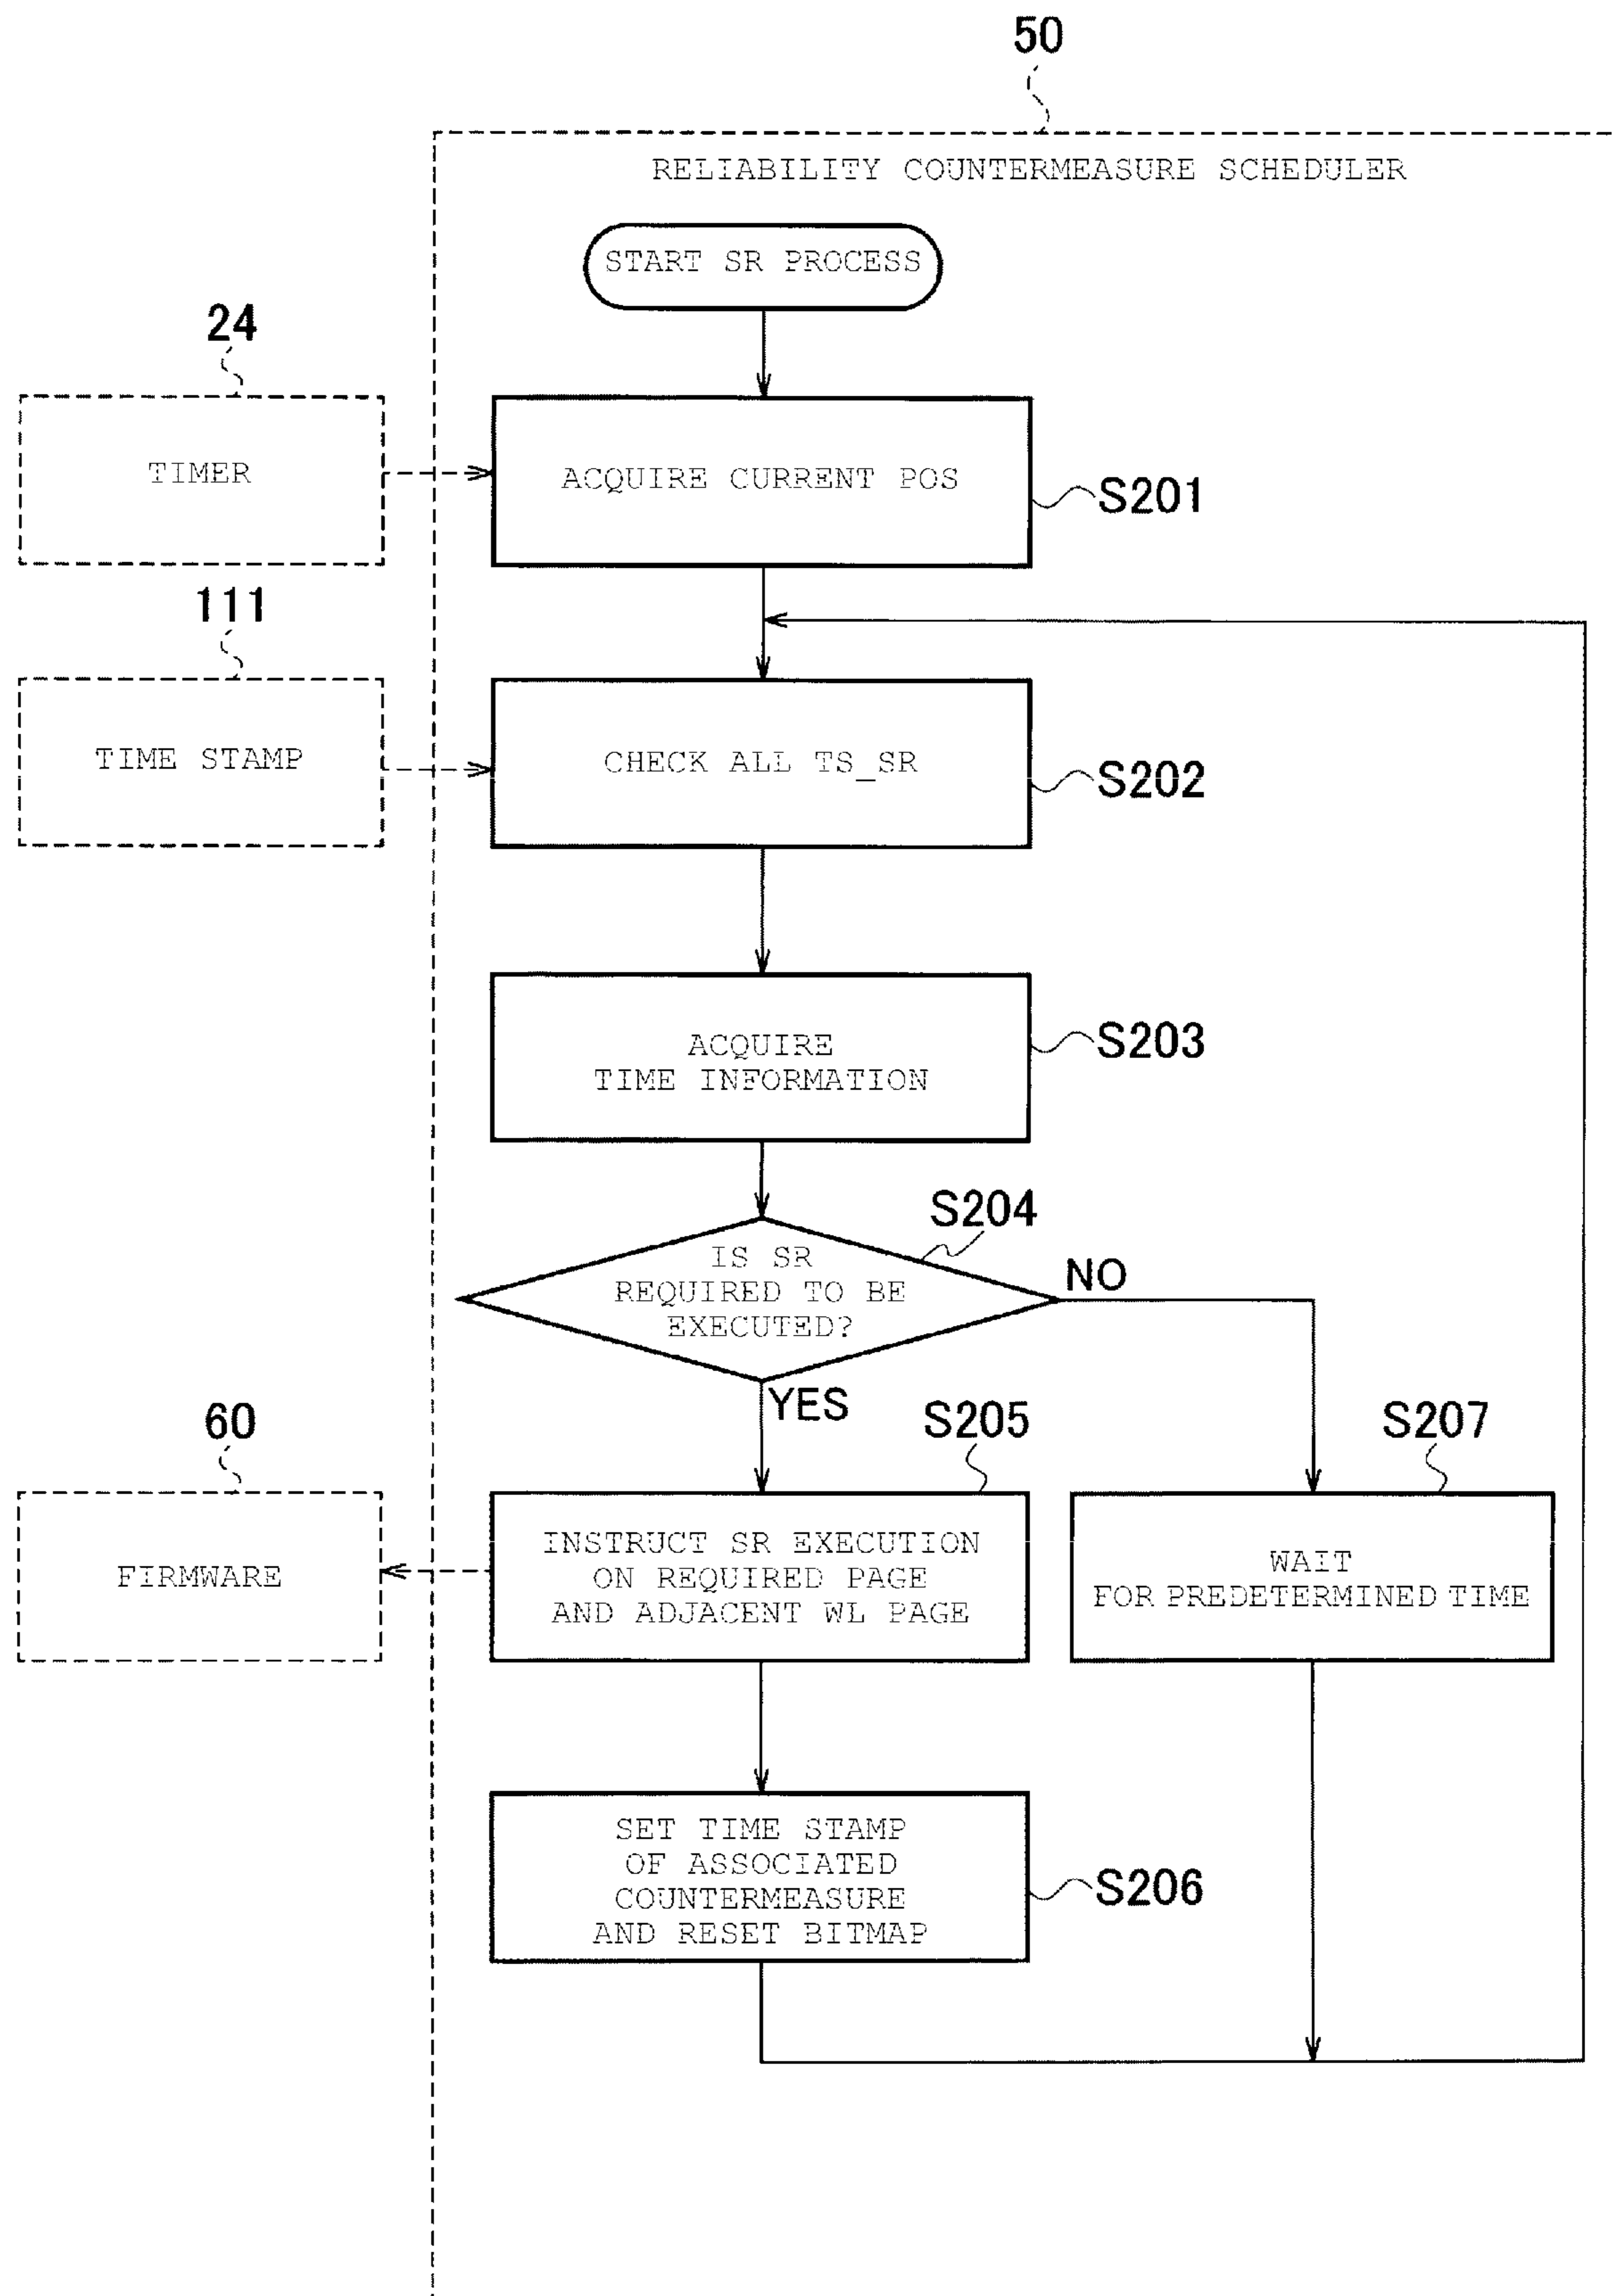 50
RELIABILITY COUNTERMEASURE SCHEDULER
START SR PROCESS
24
TIMER
ACQUIRE CURRENT POS
S201
111
TIME STAMP
CHECK ALL TS_SR
S202
ACQUIRE
TIME INFORMATION
S203
S204
IS SR
REQUIRED TO BE
EXECUTED?
NO
YES
60
FIRMWARE
S205
INSTRUCT SR EXECUTION
ON REQUIRED PAGE
AND ADJACENT WL PAGE
S207
WAIT
FOR PREDETERMINED TIME
SET TIME STAMP
OF ASSOCIATED
COUNTERMEASURE
AND RESET BITMAP
S206